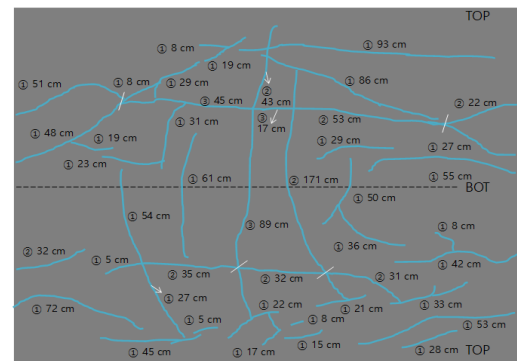 TOP
① 8 cm
① 93 cm
① 19 cm
① 51 cm
① 8 cm
① 29 cm
① 86 cm
③ 45 cm
②
43 cm
② 22 cm
① 48 cm
① 19 cm
① 31 cm
③
17 cm
② 53 cm
① 29 cm
① 27 cm
① 23 cm
① 61 cm
② 171 cm
① 55 cm
BOT
① 50 cm
① 54 cm
③ 89 cm
① 8 cm
② 32 cm
① 5 cm
① 36 cm
① 42 cm
② 35 cm
② 32 cm
② 31 cm
① 27 cm
① 72 cm
① 22 cm
① 21 cm
① 33 cm
① 5 cm
① 8 cm
① 53 cm
① 45 cm
① 17 cm
① 15 cm
① 28 cm
TOP